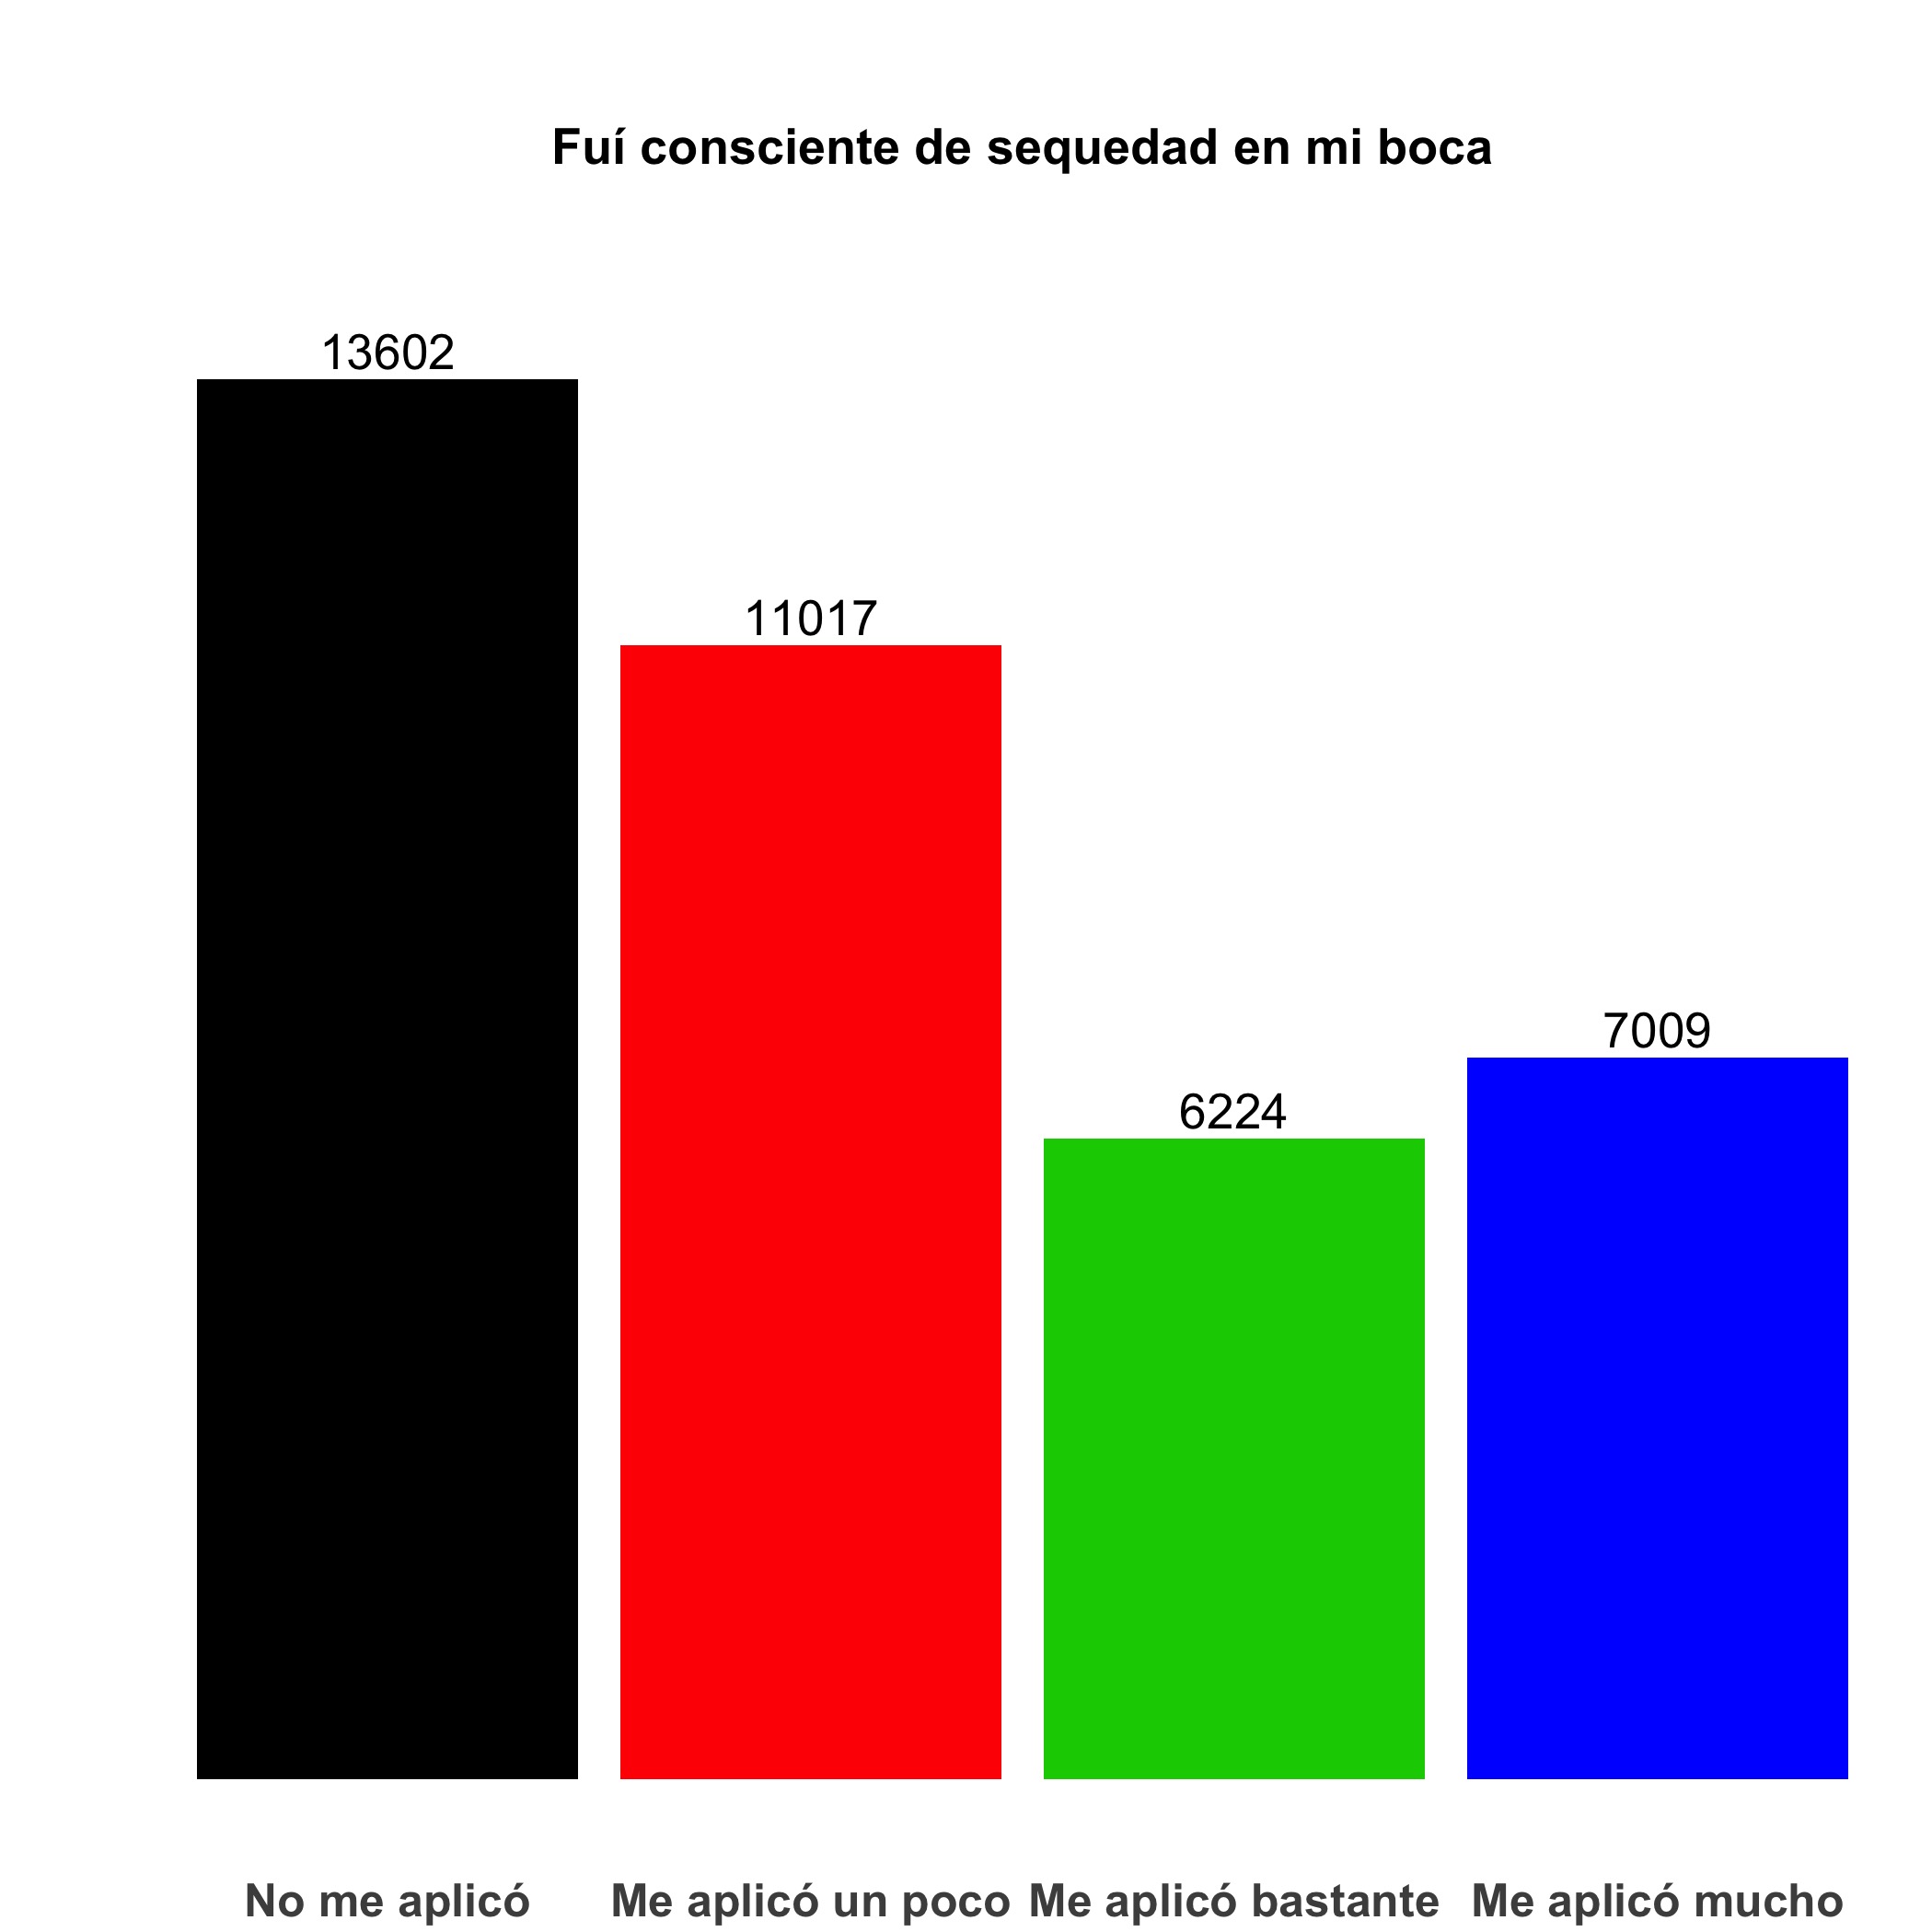 Fuí consciente de sequedad en mi boca
13602
11017
6224
7009
No me aplicó Me aplicó un poco Me aplicó bastante Me aplicó mucho